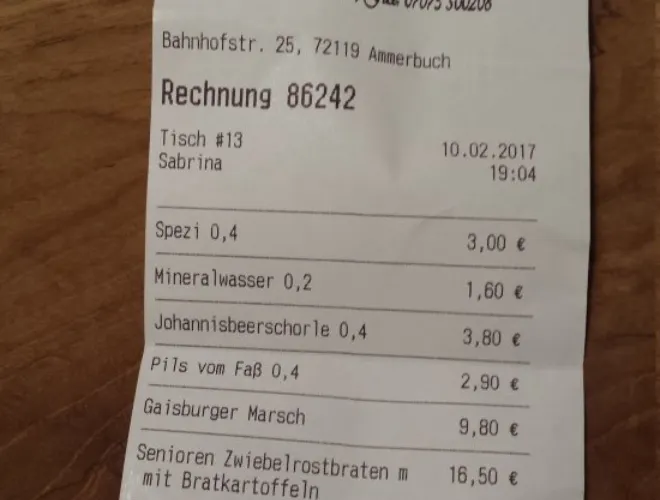 07073 300206
Bahnhofstr. 25, 72119 Ammerbuch
Rechnung 86242
Tisch #13
10.02.2017
Sabrina
19:04
Spezi 0,4 3,00 €
Mineralwasser 0,2 1,60 €
Johannisbeerschorle 0,4 3,80 €
Pils vom Faß 0,4 2,90 €
Gaisburger Marsch 9,80 €
Senioren Zwiebelrostbraten m 16,50 €
mit Bratkartoffeln